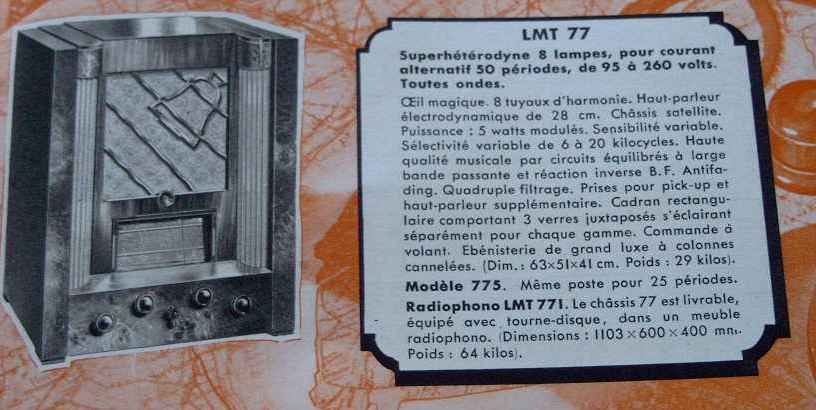 LMT 77
Superhétérodyne 8 lampes, pour courant
alternatif 50 périodes, de 95 à 260 volts.
Toutes ondes.
Œil magique. 8 tuyaux d'harmonie. Haut-parleur
électrodynamique de 28 cm. Châssis satellite.
Puissance : 5 watts modulés. Sensibilité variable.
Sélectivité variable de 6 à 20 kilocycles. Haute
qualité musicale par circuits équilibrés à large
bande passante et réaction inverse B.F. Antifa-
ding. Quadruple filtrage. Prises pour pick-up et
haut-parleur supplémentaire. Cadran rectangu-
laire comportant 3 verres juxtaposés s'éclairant
séparément pour chaque gamme. Commande à
volant. Ebénisterie de grand luxe à colonnes
cannelées. (Dim. : 63×51×41 cm. Poids : 29 kilos).
Modèle 775. Même poste pour 25 périodes.
Radiophono LMT 771. Le châssis 77 est livrable,
équipé avec tourne-disque, dans un meuble
radiophono. (Dimensions : 1103 × 600 × 400 mm.
Poids : 64 kilos).